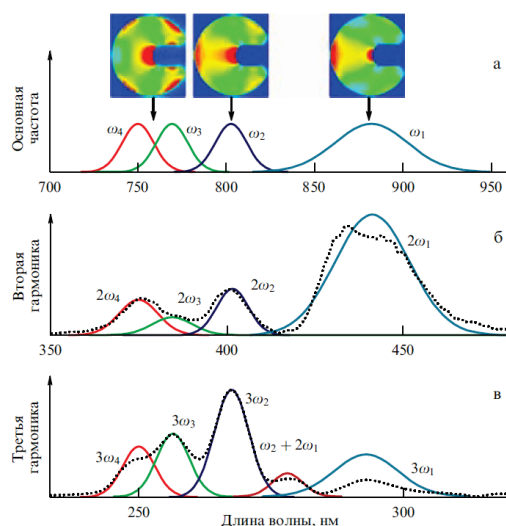 а
Основная
частота
ω₄
ω₃
ω₂
ω₁
700
750
800
850
900
950
б
Вторая
гармоника
2ω₄
2ω₃
2ω₂
2ω₁
350
400
450
в
Третья
гармоника
3ω₄
3ω₃
3ω₂
ω₂ + 2ω₁
3ω₁
250
300
Длина волны, нм